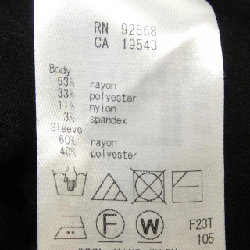 RN 92568
CA 19543
Body
53% rayon
33% polyester
11% nylon
3% spandex
Sleeve
60% rayon
40% polyester
F W F23T
105